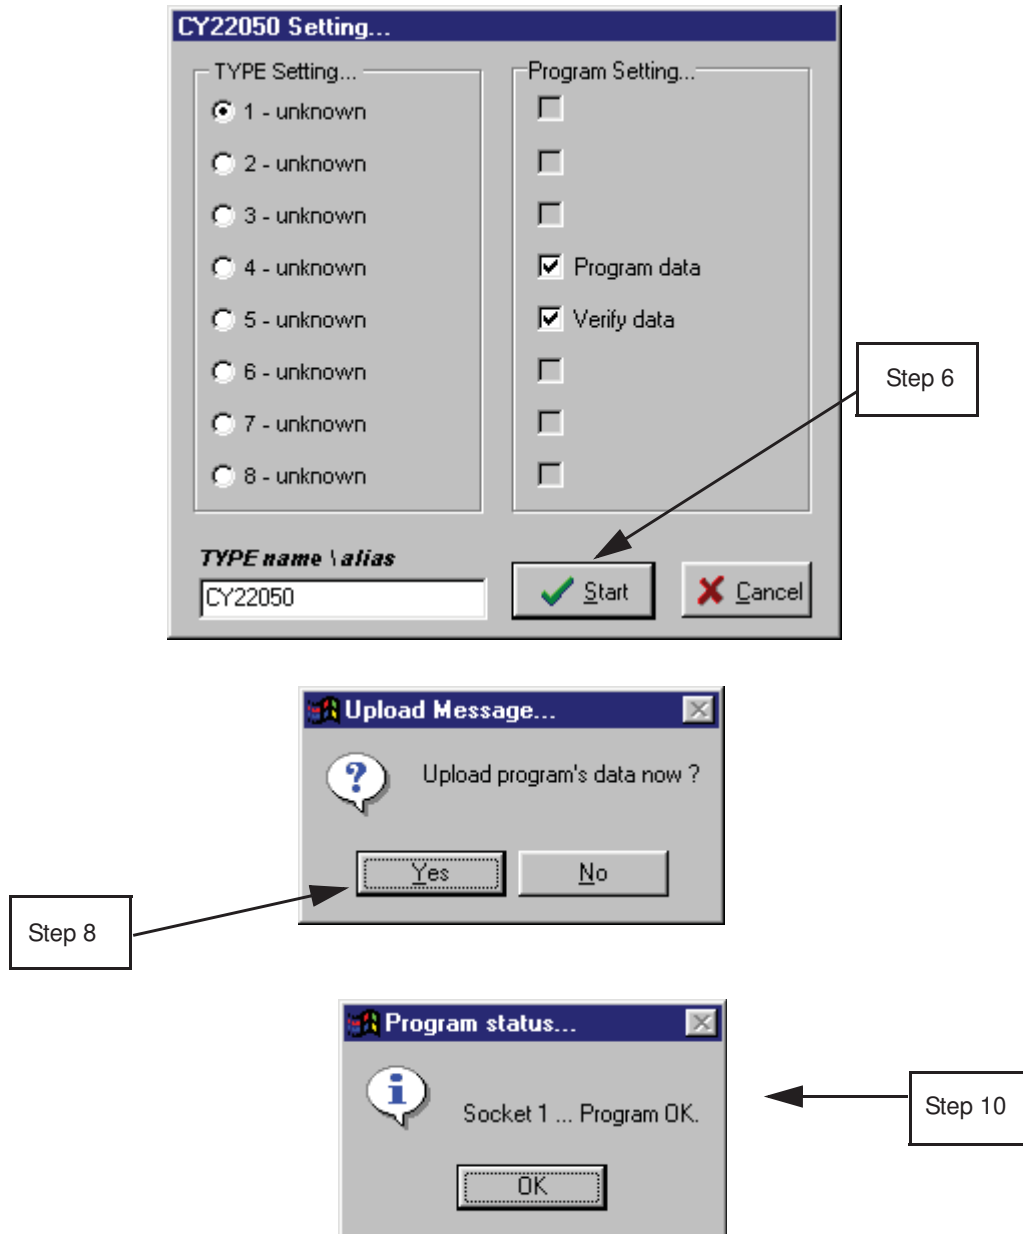 CY22050 Setting...
TYPE Setting...
1 - unknown
2 - unknown
3 - unknown
4 - unknown
5 - unknown
6 - unknown
7 - unknown
8 - unknown
Program Setting...
Program data
Verify data
Step 6
TYPE name \ alias
CY22050
Start
Cancel
Upload Message...
Upload program's data now ?
Yes
No
Step 8
Program status...
Socket 1 ... Program OK.
OK
Step 10